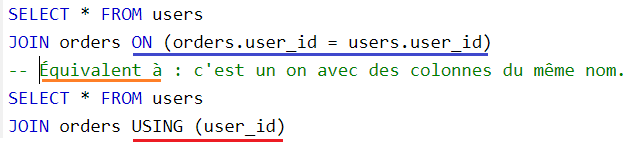 SELECT * FROM users
JOIN orders ON (orders.user_id = users.user_id)
-- Équivalent à : c'est un on avec des colonnes du même nom.
SELECT * FROM users
JOIN orders USING (user_id)